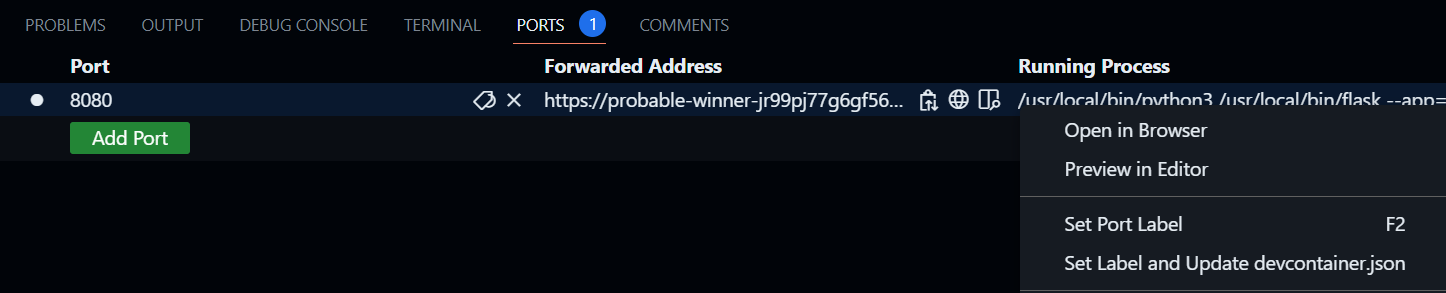 PROBLEMS OUTPUT DEBUG CONSOLE TERMINAL PORTS 1 COMMENTS
Port Forwarded Address Running Process
8080 https://probable-winner-jr99pj77g6gf56... /usr/local/bin/python3 /usr/local/bin/flask --app=
Add Port
Open in Browser
Preview in Editor
Set Port Label F2
Set Label and Update devcontainer.json